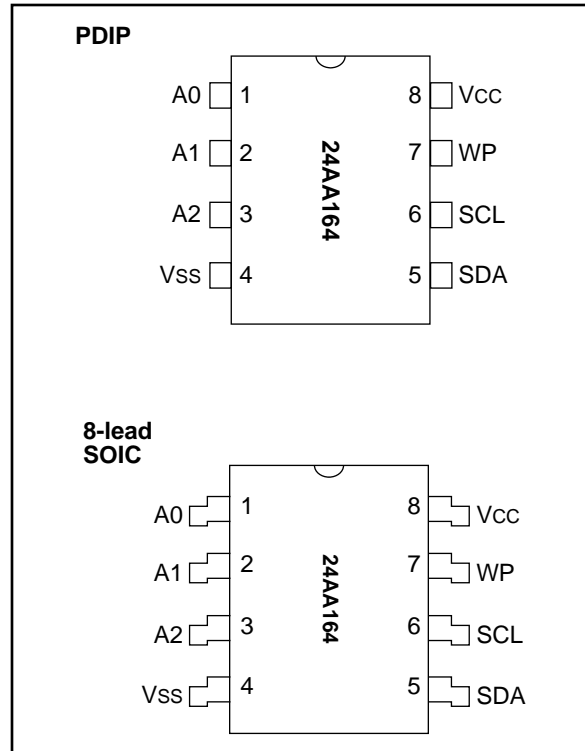 PDIP
A0 1 8 VCC
A1 2 7 WP
24AA164
A2 3 6 SCL
VSS 4 5 SDA
8-lead
SOIC
A0 1 8 VCC
A1 2 7 WP
24AA164
A2 3 6 SCL
VSS 4 5 SDA